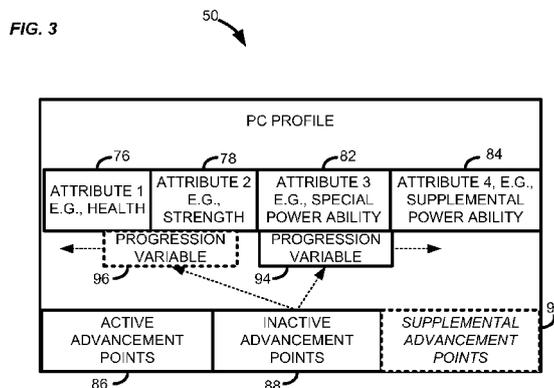 FIG. 3
50
PC PROFILE
76
78
82
84
ATTRIBUTE 1
E.G., HEALTH
ATTRIBUTE 2
E.G.,
STRENGTH
ATTRIBUTE 3
E.G., SPECIAL
POWER ABILITY
ATTRIBUTE 4, E.G.,
SUPPLEMENTAL
POWER ABILITY
PROGRESSION
VARIABLE
96
PROGRESSION
VARIABLE
94
ACTIVE
ADVANCEMENT
POINTS
86
INACTIVE
ADVANCEMENT
POINTS
88
SUPPLEMENTAL
ADVANCEMENT
POINTS